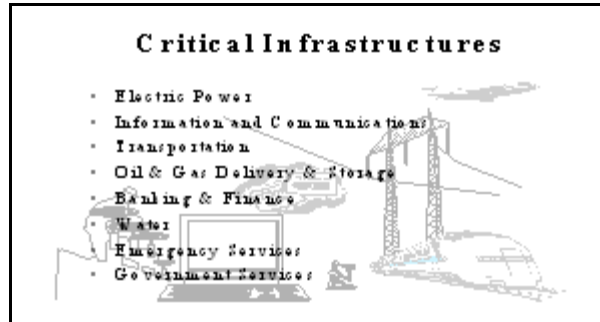 Critical Infrastructures
Electric Power
Information and Communications
Transportation
Oil & Gas Delivery & Storage
Banking & Finance
Water
Emergency Services
Government Services